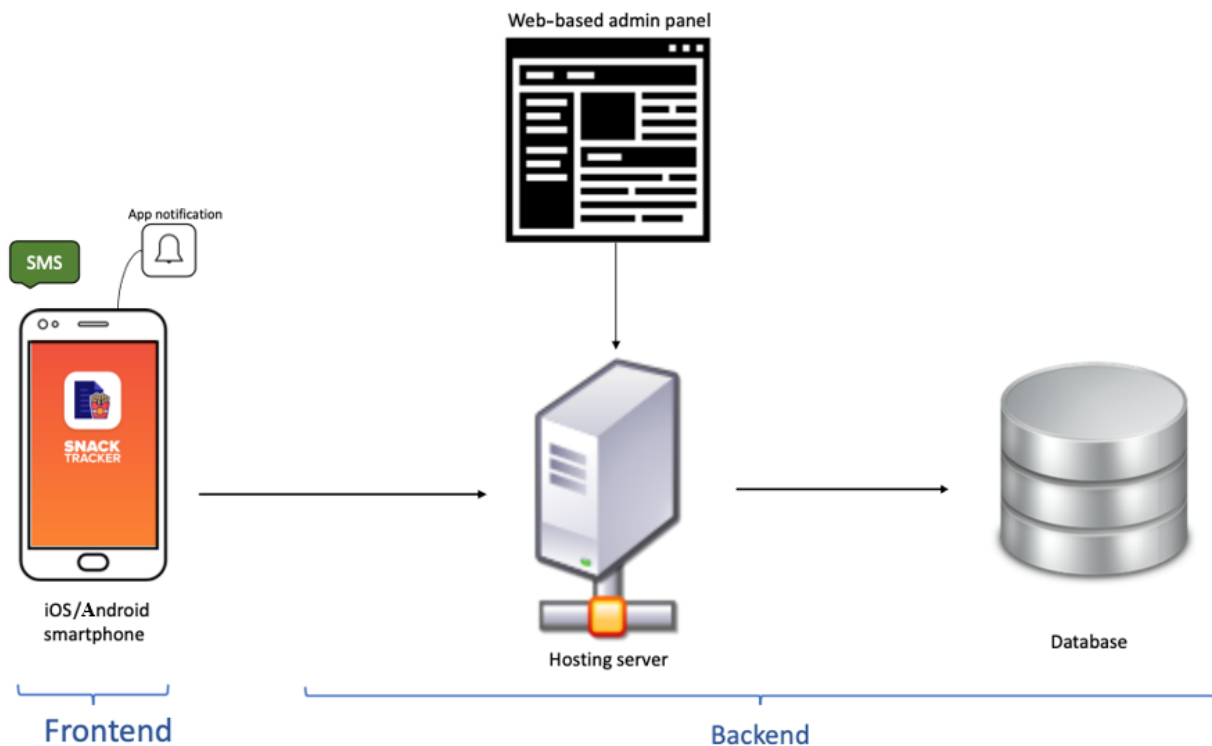 Web-based admin panel
App notification
SMS
SNACK
TRACKER
iOS/Android
smartphone
Hosting server
Database
Frontend
Backend